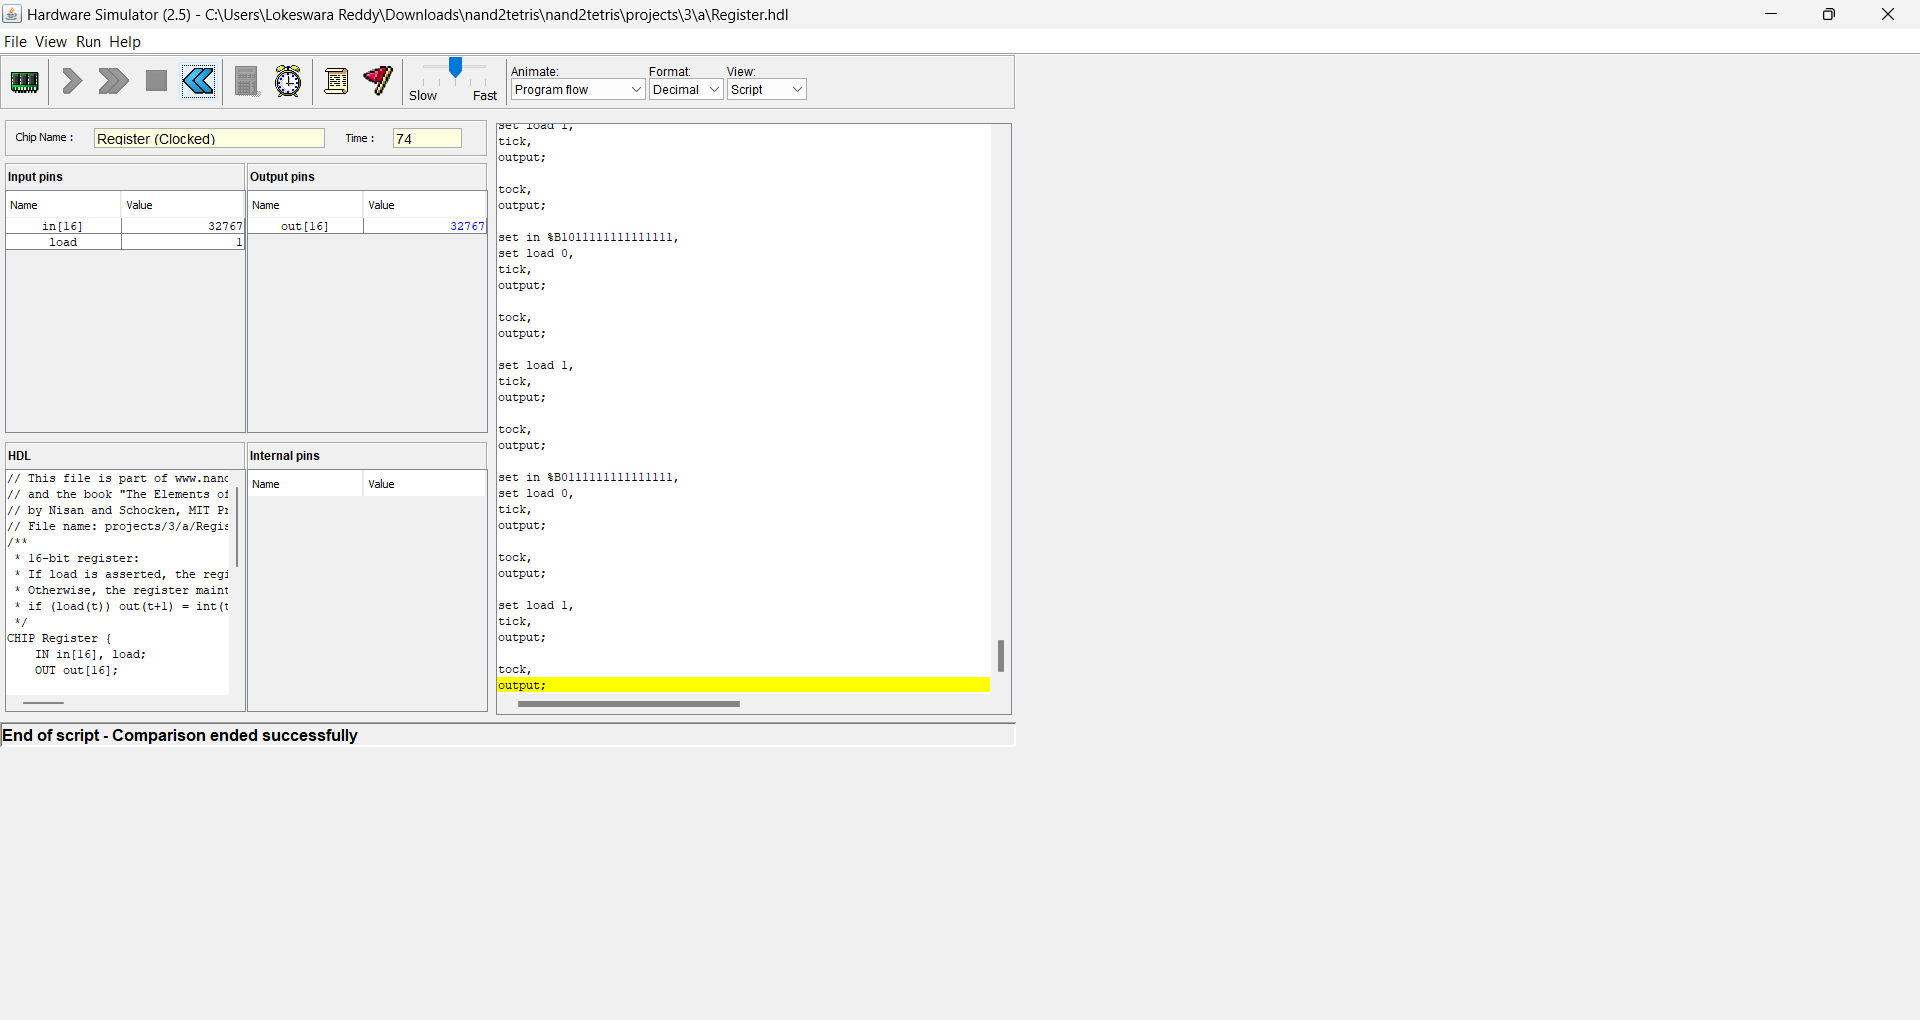 Hardware Simulator (2.5) - C:\Users\Lokeswara Reddy\Downloads\nand2tetris\nand2tetris\projects\3\a\Register.hdl
File View Run Help
Slow Fast
Animate: Format: View:
Program flow Decimal Script
Chip Name : Register (Clocked) Time : 74
Input pins
Name Value
in[16] 32767
load 1
Output pins
Name Value
out[16] 32767
HDL
// This file is part of www.nand
// and the book "The Elements of
// by Nisan and Schocken, MIT Pr
// File name: projects/3/a/Regis
/**
* 16-bit register:
* If load is asserted, the regi
* Otherwise, the register maint
* if (load(t)) out(t+1) = int(t
*/
CHIP Register {
IN in[16], load;
OUT out[16];
Internal pins
Name Value
set load 1,
tick,
output;
tock,
output;
set in %B1011111111111111,
set load 0,
tick,
output;
tock,
output;
set load 1,
tick,
output;
tock,
output;
set in %B0111111111111111,
set load 0,
tick,
output;
tock,
output;
set load 1,
tick,
output;
tock,
output;
End of script - Comparison ended successfully